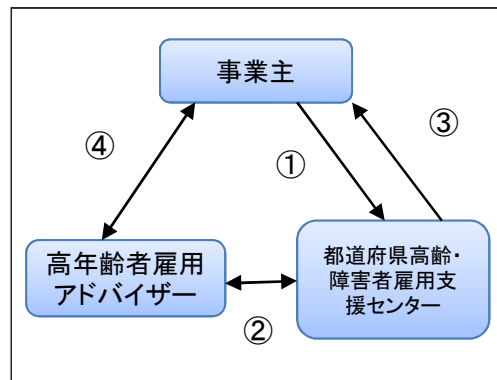 事業主
③
④
①
高年齢者雇用
アドバイザー
都道府県高齢・
障害者雇用支
援センター
②